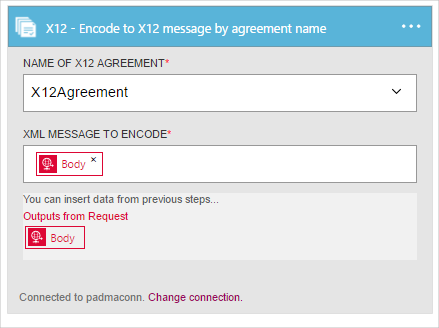 X12 - Encode to X12 message by agreement name
NAME OF X12 AGREEMENT*
X12Agreement
XML MESSAGE TO ENCODE*
Body ×
You can insert data from previous steps...
Outputs from Request
Body
Connected to padmaconn. Change connection.